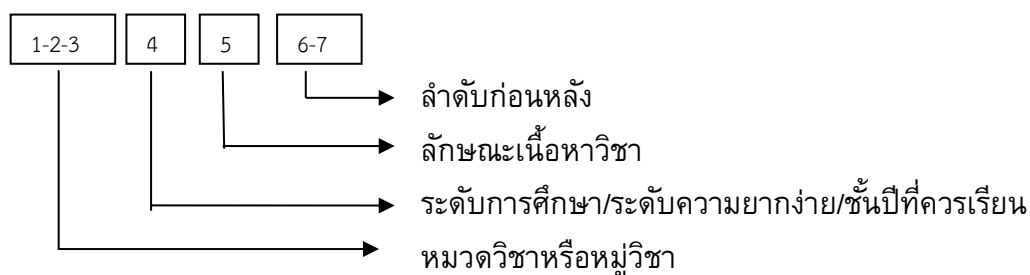 1-2-3 4 5 6-7
ลำดับก่อนหลัง
ลักษณะเนื้อหาวิชา
ระดับการศึกษา/ระดับความยากง่าย/ชั้นปีที่ควรเรียน
หมวดวิชาหรือหมู่วิชา